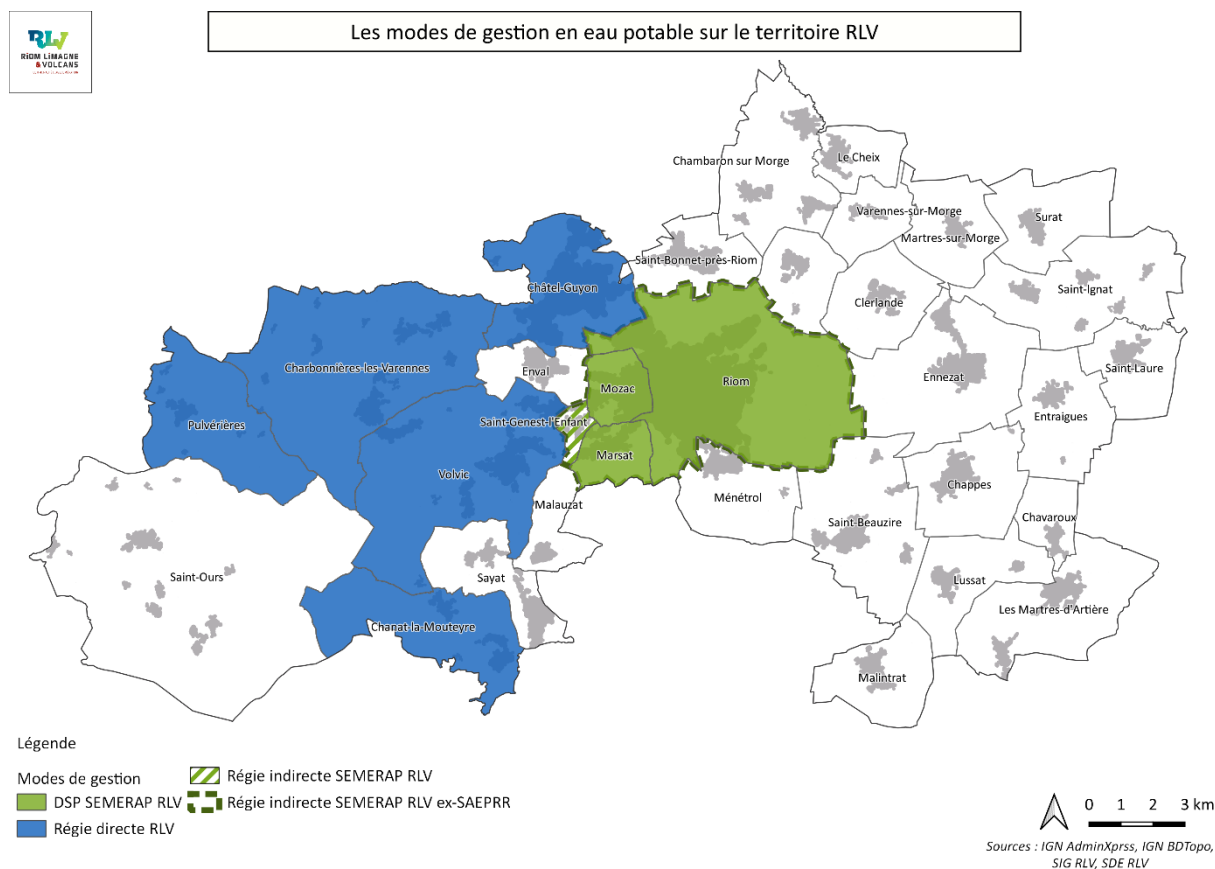 Les modes de gestion en eau potable sur le territoire RLV
RLV
RIOM LIMAGNE
& VOLCANS
Chambaron sur Morge
Le Cheix
Varennes-sur-Morge
Martres-sur-Morge
Surat
Saint-Bonnet-près-Riom
Châtel-Guyon
Clerlande
Saint-Ignat
Charbonnières-les-Varennes
Enval
Mozac
Riom
Ennezat
Saint-Laure
Pulvérières
Saint-Genest-l'Enfant
Entraigues
Marsat
Volvic
Ménétrol
Chappes
Malauzat
Saint-Beauzire
Chavaroux
Saint-Ours
Sayat
Lussat
Les Martres-d'Artière
Chanat-la-Mouteyre
Malintrat
Légende
Modes de gestion
DSP SEMERAP RLV
Régie directe RLV
Régie indirecte SEMERAP RLV
Régie indirecte SEMERAP RLV ex-SAEPRR
0 1 2 3 km
Sources : IGN AdminXprss, IGN BDTopo,
SIG RLV, SDE RLV